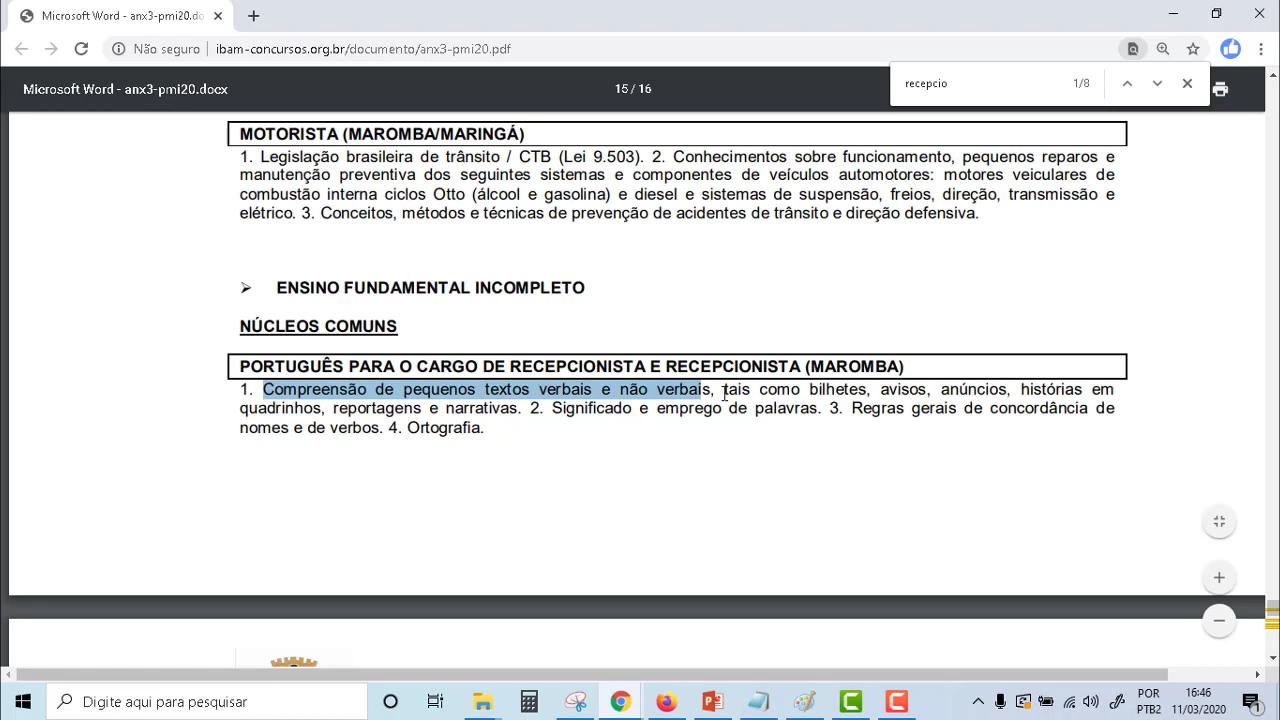 Microsoft Word - anx3-pmi20.do
Não seguro
ibam-concursos.org.br/documento/anx3-pmi20.pdf
recepcio
1/8
Microsoft Word - anx3-pmi20.docx
15 / 16
MOTORISTA (MAROMBA/MARINGÁ)
1. Legislação brasileira de trânsito / CTB (Lei 9.503). 2. Conhecimentos sobre funcionamento, pequenos reparos e
manutenção preventiva dos seguintes sistemas e componentes de veículos automotores: motores veiculares de
combustão interna ciclos Otto (álcool e gasolina) e diesel e sistemas de suspensão, freios, direção, transmissão e
elétrico. 3. Conceitos, métodos e técnicas de prevenção de acidentes de trânsito e direção defensiva.
ENSINO FUNDAMENTAL INCOMPLETO
NÚCLEOS COMUNS
PORTUGUÊS PARA O CARGO DE RECEPCIONISTA E RECEPCIONISTA (MAROMBA)
1. Compreensão de pequenos textos verbais e não verbais, tais como bilhetes, avisos, anúncios, histórias em
quadrinhos, reportagens e narrativas. 2. Significado e emprego de palavras. 3. Regras gerais de concordância de
nomes e de verbos. 4. Ortografia.
Digite aqui para pesquisar
POR
PTB2
16:46
11/03/2020
1